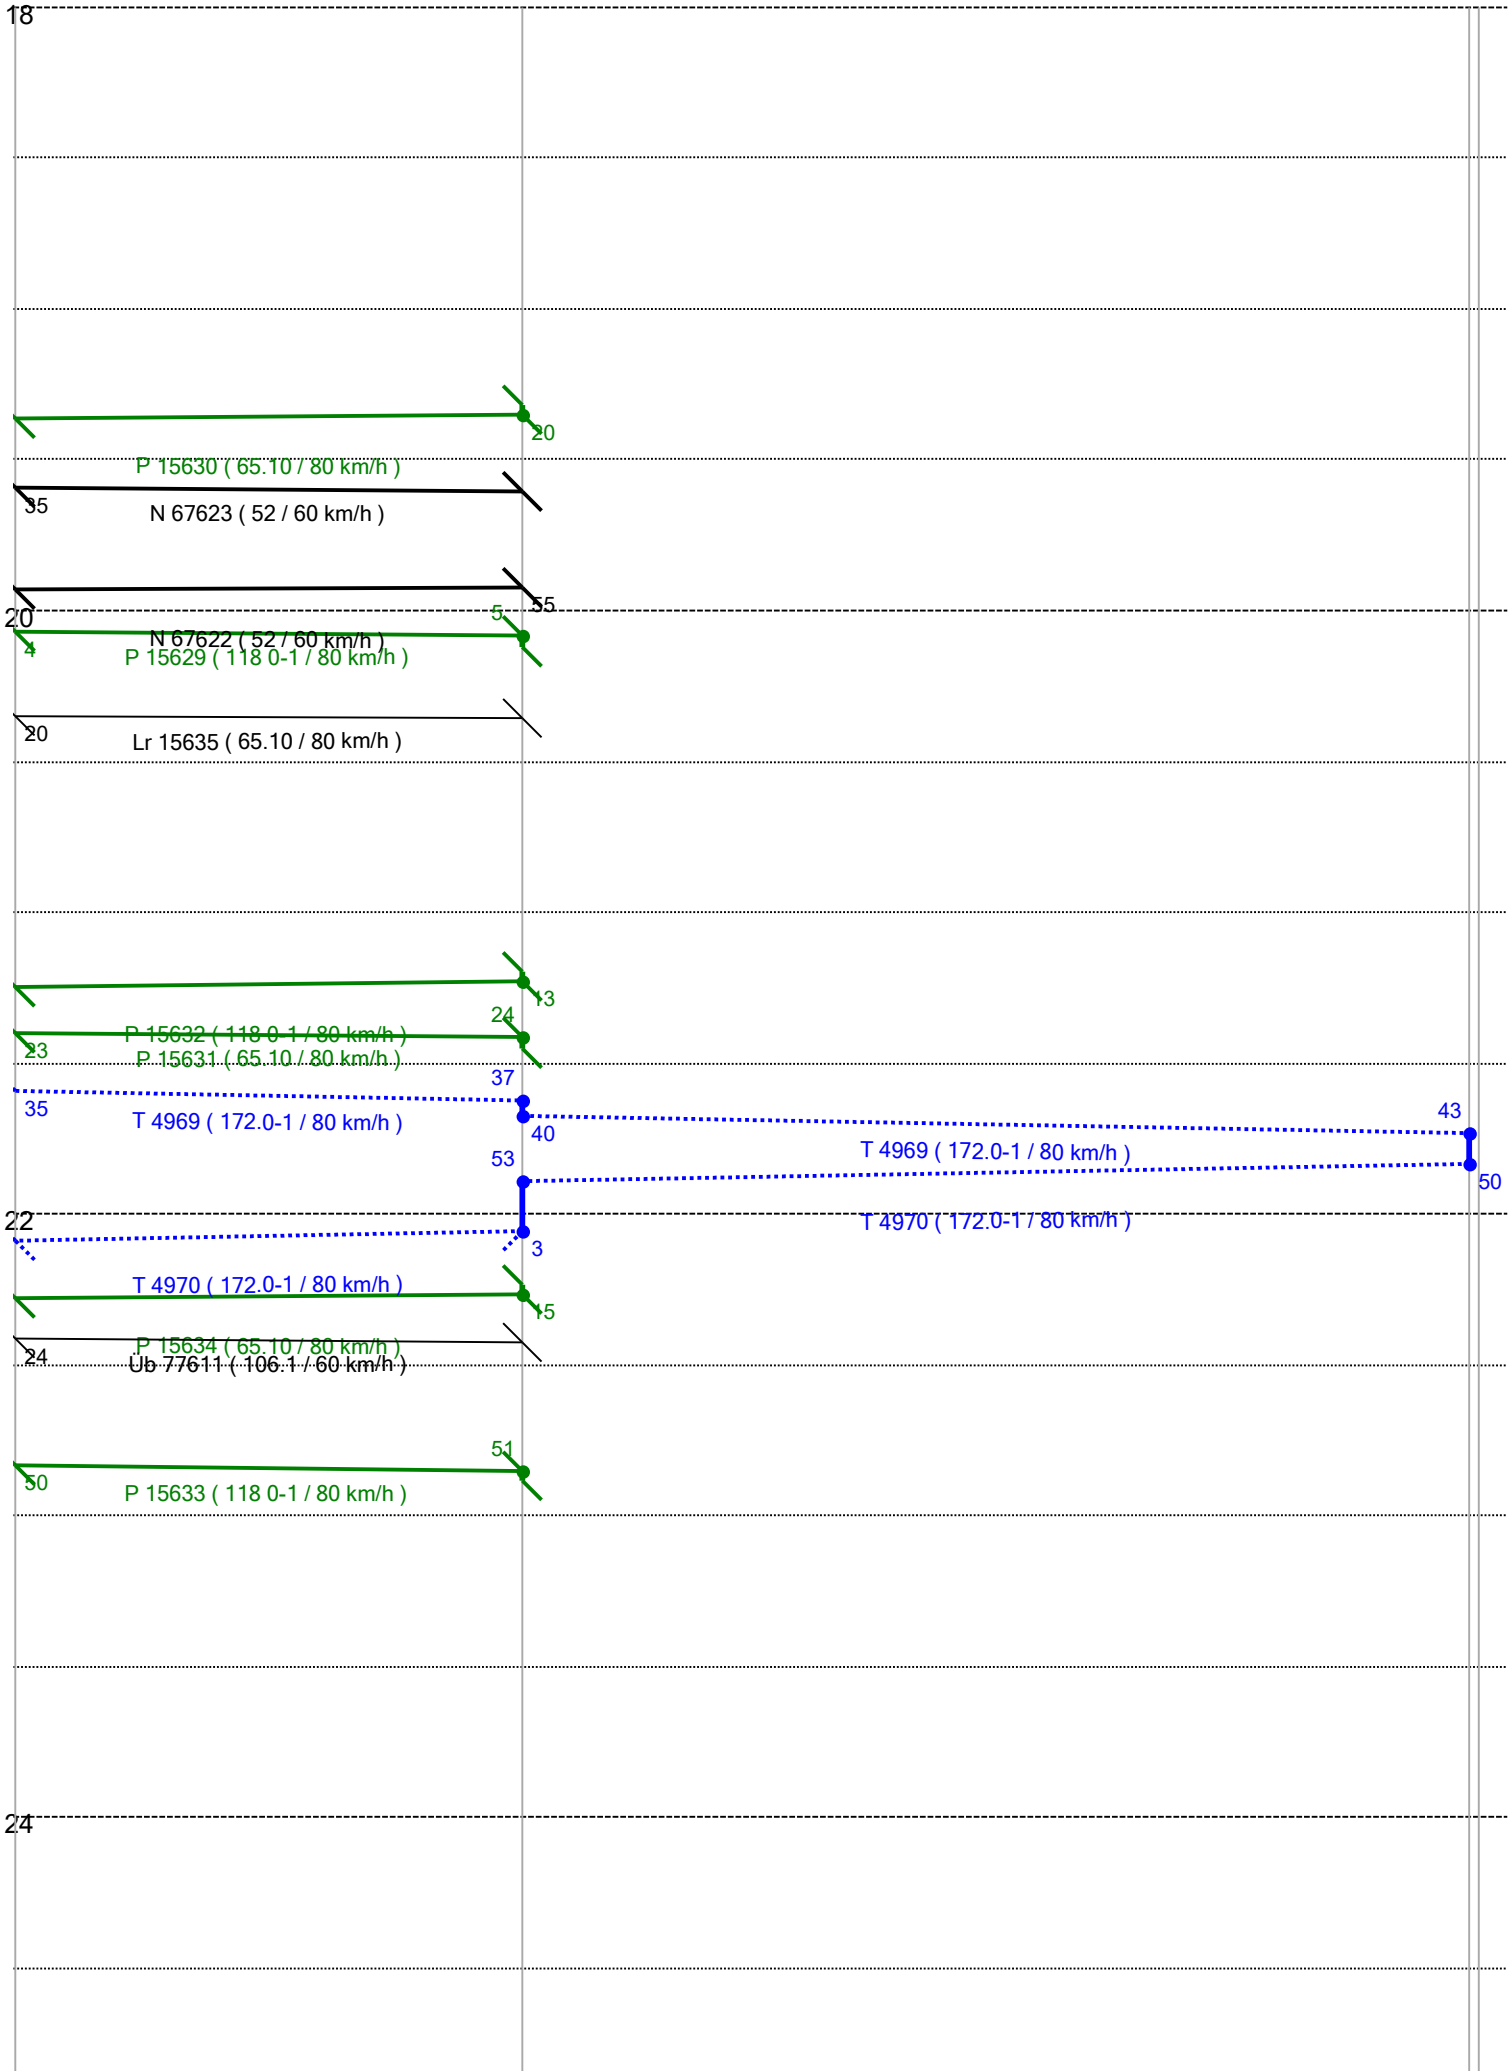 18
20
P 15630 ( 65.10 / 80 km/h )
35
N 67623 ( 52 / 60 km/h )
55
5
20
N 67622 ( 52 / 60 km/h )
4
P 15629 ( 118 0-1 / 80 km/h )
20
Lr 15635 ( 65.10 / 80 km/h )
13
24
P 15632 ( 118 0-1 / 80 km/h )
23
P 15631 ( 65.10 / 80 km/h )
37
35
43
T 4969 ( 172.0-1 / 80 km/h )
40
T 4969 ( 172.0-1 / 80 km/h )
53
50
22
T 4970 ( 172.0-1 / 80 km/h )
3
T 4970 ( 172.0-1 / 80 km/h )
15
P 15634 ( 65.10 / 80 km/h )
24
Üb 77611 ( 106.1 / 60 km/h )
51
50
P 15633 ( 118 0-1 / 80 km/h )
24